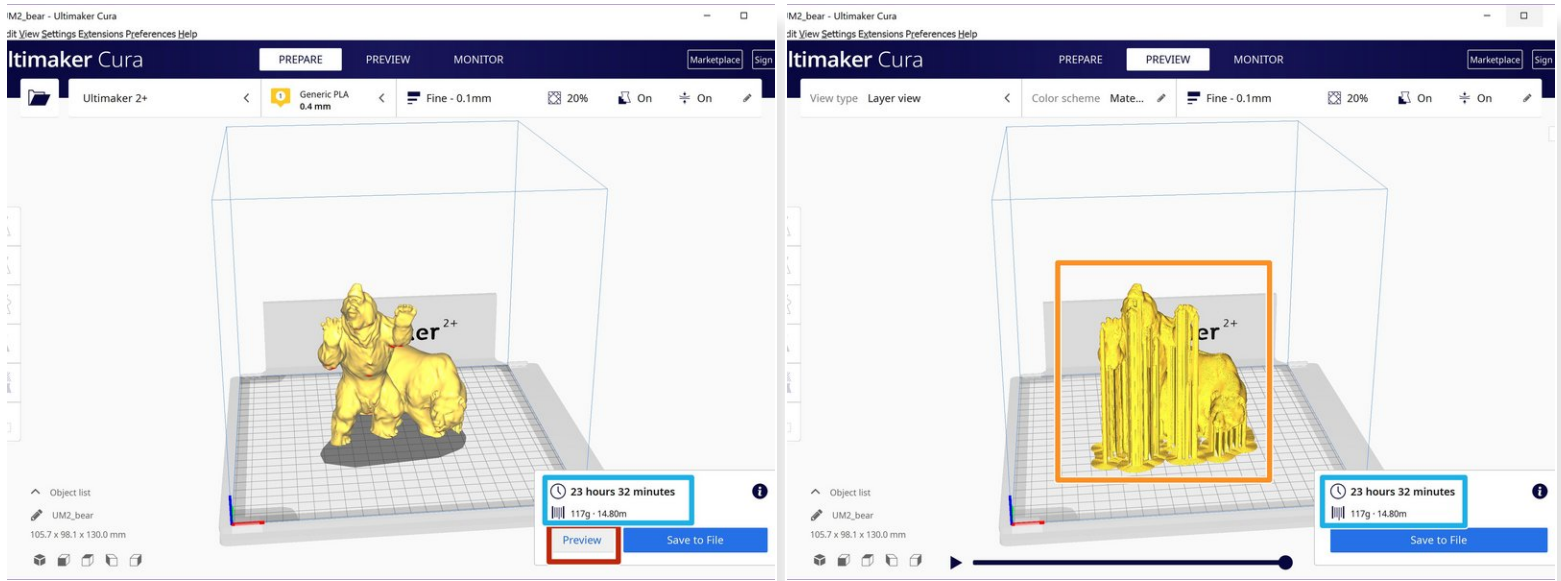 UM2_bear - Ultimaker Cura
dit View Settings Extensions Preferences Help
ltimaker Cura
PREPARE
PREVIEW
MONITOR
Marketplace
Sign
Ultimaker 2+
1
Generic PLA
0.4 mm
Fine - 0.1mm
20%
On
On
er 2+
Object list
UM2_bear
105.7 x 98.1 x 130.0 mm
23 hours 32 minutes
117g · 14.80m
Preview
Save to File
UM2_bear - Ultimaker Cura
dit View Settings Extensions Preferences Help
ltimaker Cura
PREPARE
PREVIEW
MONITOR
Marketplace
Sign
View type Layer view
Color scheme Mate...
Fine - 0.1mm
20%
On
On
er 2+
Object list
UM2_bear
105.7 x 98.1 x 130.0 mm
23 hours 32 minutes
117g · 14.80m
Save to File